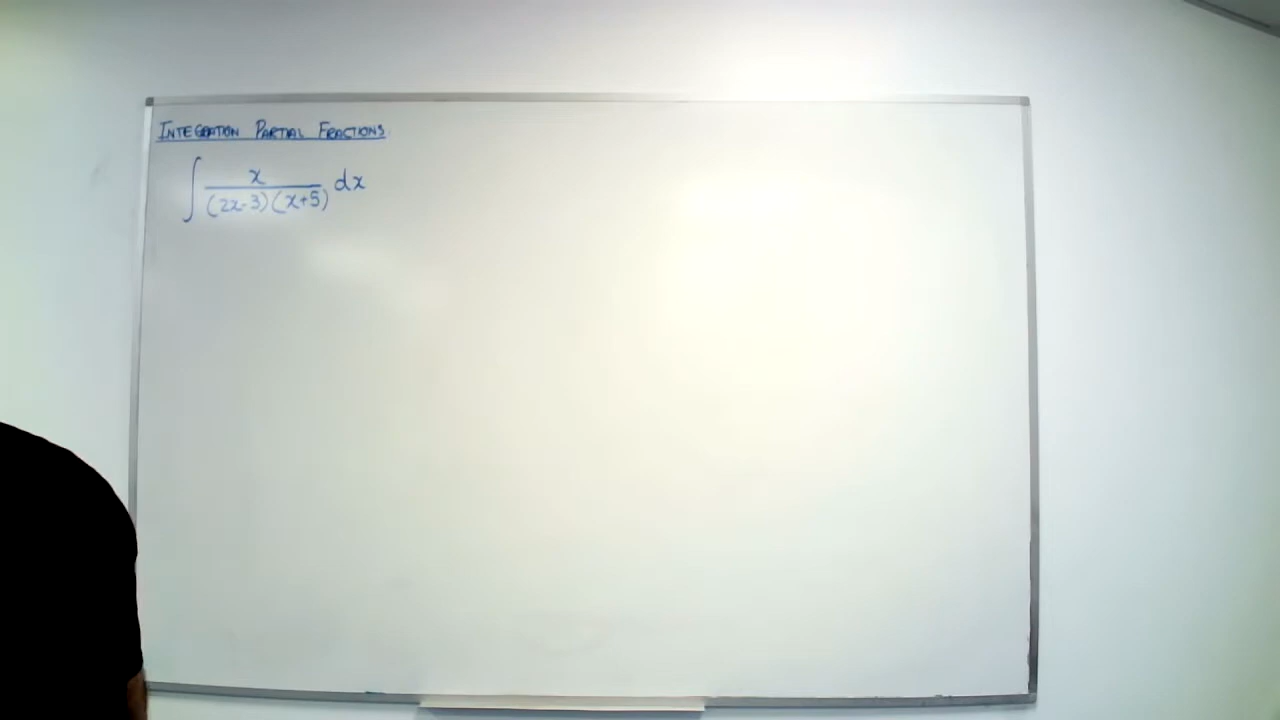 INTEGRATION PARTIAL FRACTIONS.
∫ x/((2x-3)(x+5)) dx